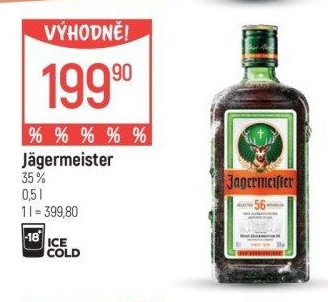 VÝHODNĚ!
199 90
% % % % %
Jägermeister
35 %
0,5 l
1 l = 399,80
-18°
ICE
COLD
Jägermeister
56